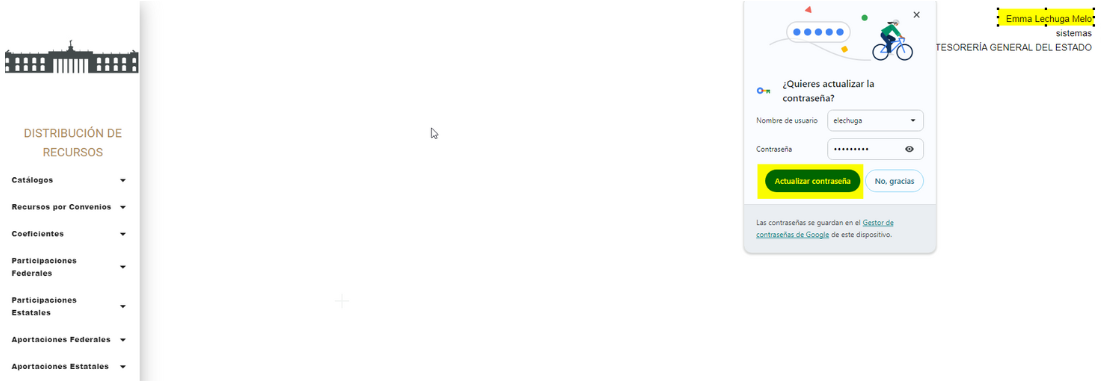 DISTRIBUCIÓN DE
RECURSOS
Catálogos
Recursos por Convenios
Coeficientes
Participaciones
Federales
Participaciones
Estatales
Aportaciones Federales
Aportaciones Estatales
¿Quieres actualizar la
contraseña?
Nombre de usuario elechuga
Contraseña •••••••••
Actualizar contraseña No, gracias
Las contraseñas se guardan en el Gestor de
contraseñas de Google de este dispositivo.
Emma Lechuga Melo
sistemas
TESORERÍA GENERAL DEL ESTADO